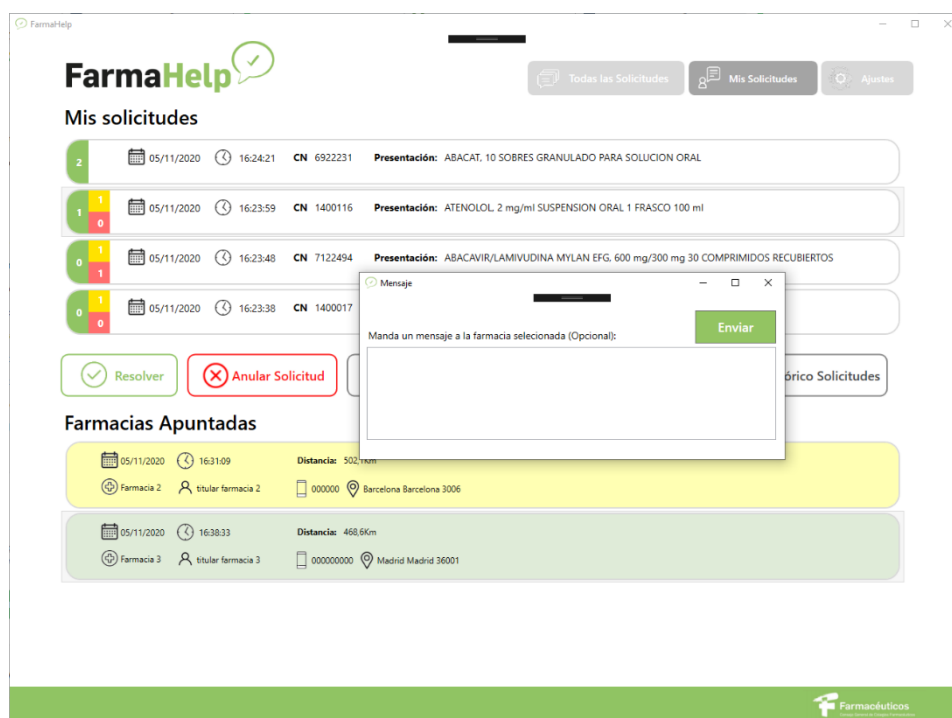 FarmaHelp
FarmaHelp
Todas las Solicitudes
Mis Solicitudes
Ajustes
Mis solicitudes
2 05/11/2020 16:24:21 CN 6922231 Presentación: ABACAT, 10 SOBRES GRANULADO PARA SOLUCION ORAL
1 1 0 05/11/2020 16:23:59 CN 1400116 Presentación: ATENOLOL, 2 mg/ml SUSPENSION ORAL 1 FRASCO 100 ml
0 1 1 05/11/2020 16:23:48 CN 7122494 Presentación: ABACAVIR/LAMIVUDINA MYLAN EFG, 600 mg/300 mg 30 COMPRIMIDOS RECUBIERTOS
0 1 0 05/11/2020 16:23:38 CN 1400017
Mensaje
Manda un mensaje a la farmacia selecionada (Opcional):
Enviar
Resolver
Anular Solicitud
órico Solicitudes
Farmacias Apuntadas
05/11/2020 16:31:09 Distancia: 502,1Km
Farmacia 2 titular farmacia 2 000000 Barcelona Barcelona 3006
05/11/2020 16:38:33 Distancia: 468,6Km
Farmacia 3 titular farmacia 3 000000000 Madrid Madrid 36001
Farmacéuticos